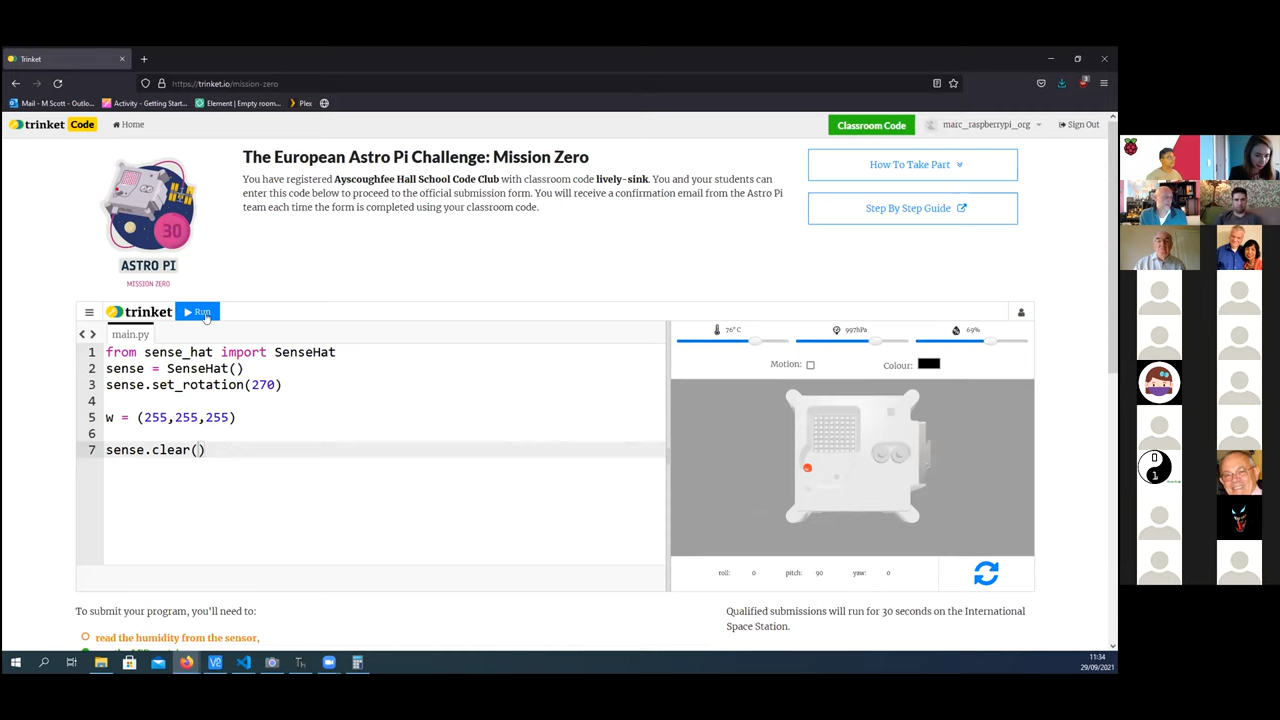 Trinket
https://trinket.io/mission-zero
Mail - M Scott - Outlo...
Activity - Getting Start...
Element | Empty room...
Plex
trinket Code
Home
Classroom Code
marc_raspberrypi_org
Sign Out
The European Astro Pi Challenge: Mission Zero
You have registered Ayscoughfee Hall School Code Club with classroom code lively-sink. You and your students can
enter this code below to proceed to the official submission form. You will receive a confirmation email from the Astro Pi
team each time the form is completed using your classroom code.
How To Take Part
Step By Step Guide
30
ASTRO PI
MISSION ZERO
trinket
Run
main.py
1 from sense_hat import SenseHat
2 sense = SenseHat()
3 sense.set_rotation(270)
4
5 w = (255,255,255)
6
7 sense.clear()
76°C
997hPa
69%
Motion:
Colour:
roll: 0 pitch: 90 yaw: 0
To submit your program, you'll need to:
read the humidity from the sensor,
Qualified submissions will run for 30 seconds on the International
Space Station.
11:34
29/09/2021